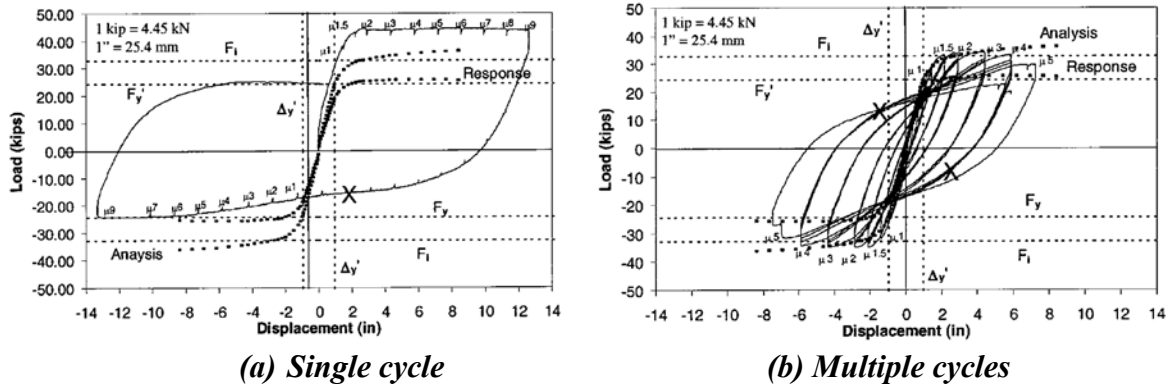 1 kip = 4.45 kN
1" = 25.4 mm
Fi
Fy'
Δy'
μ1
μ1.5
μ2
μ3
μ4
μ5
μ6
μ7
μ8
μ9
Response
Load (kips)
50.00
40.00
30.00
20.00
10.00
0.00
-10.00
-20.00
-30.00
-40.00
-50.00
X
μ9
μ7
μ6
μ5
μ4
μ3
μ2
μ1
Fy
Anaysis
Fi
Δy'
-14 -12 -10 -8 -6 -4 -2 0 2 4 6 8 10 12 14
Displacement (in)
(a) Single cycle
1 kip = 4.45 kN
1" = 25.4 mm
Fi
Fy'
Δy'
μ1
μ1.5
μ2
μ3
μ4
μ5
Analysis
Response
Load (kips)
50
40
30
20
10
0
-10
-20
-30
-40
-50
X
X
μ5
μ4
μ3
μ2
μ1.5
μ1
Fy
Fi
Δy'
-14 -12 -10 -8 -6 -4 -2 0 2 4 6 8 10 12 14
Displacement (in)
(b) Multiple cycles